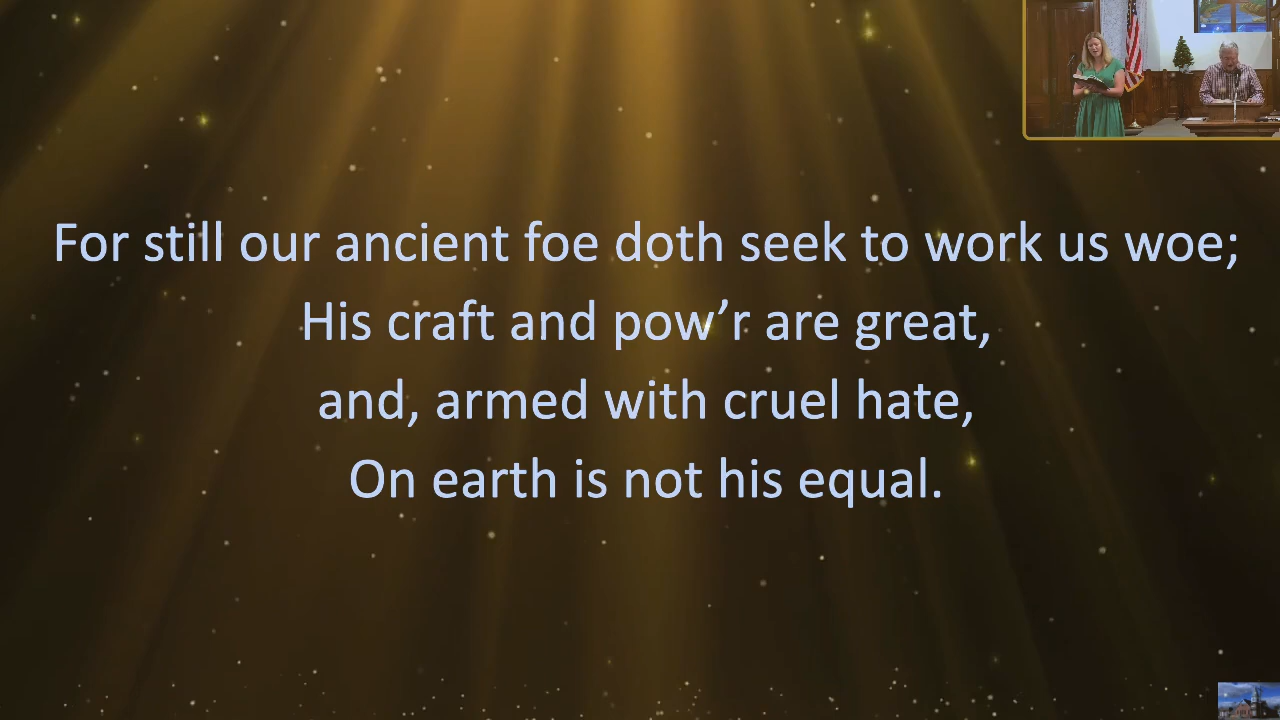 For still our ancient foe doth seek to work us woe;
His craft and pow’r are great,
and, armed with cruel hate,
On earth is not his equal.